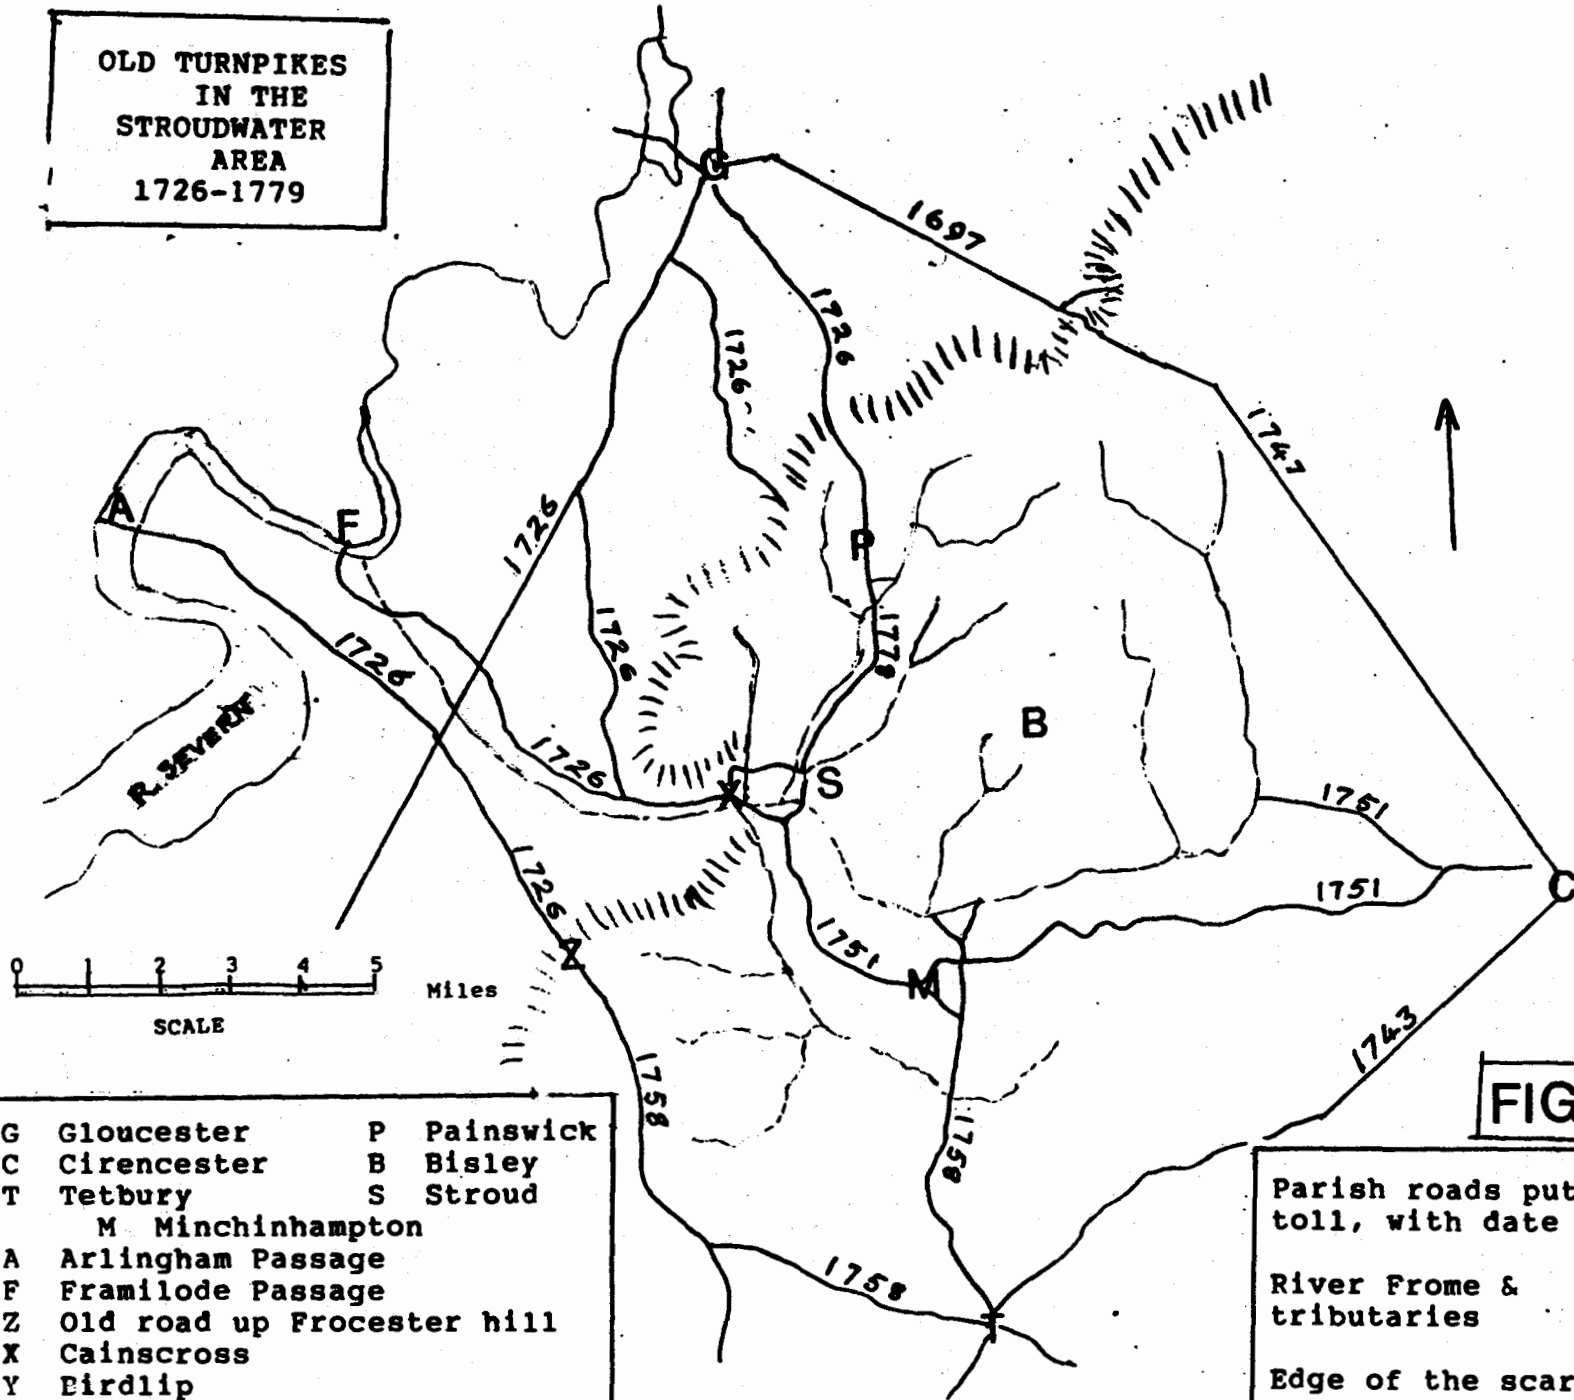 OLD TURNPIKES
IN THE
STROUDWATER
AREA
1726-1779
G
1697
1726
1726
1747
A
F
1726
P
1726
1726
1778
R. SEVERN
B
1726
X
S
1751
C
1726
1751
1751
Z
M
0 1 2 3 4 5
Miles
SCALE
1743
1758
1758
1758
T
FIG
G Gloucester P Painswick
C Cirencester B Bisley
T Tetbury S Stroud
M Minchinhampton
A Arlingham Passage
F Framilode Passage
Z Old road up Frocester hill
X Cainscross
Y Birdlip
Parish roads put
toll, with date
River Frome &
tributaries
Edge of the scar